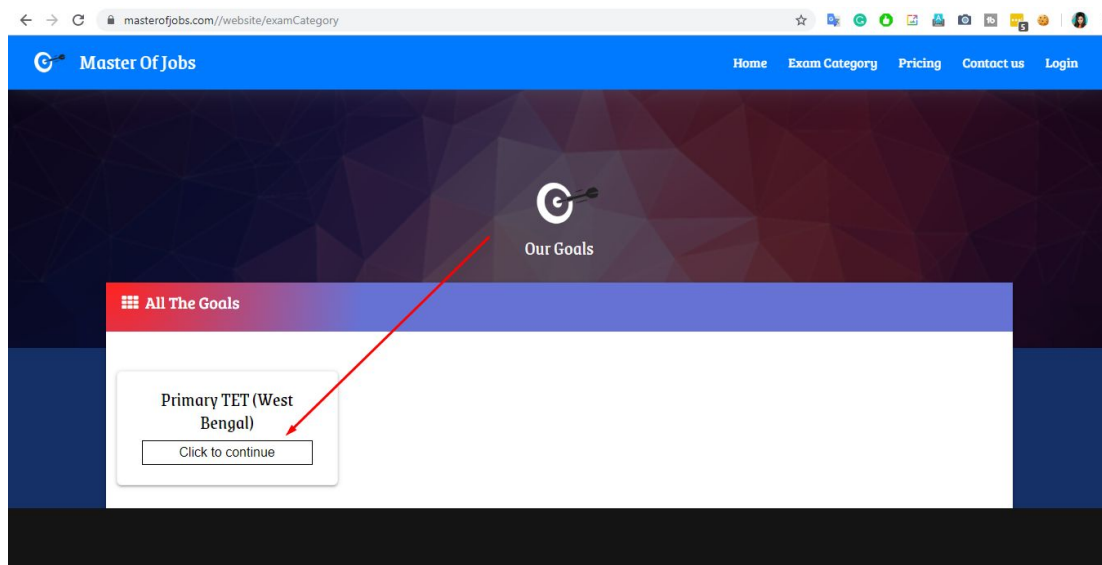 masterofjobs.com//website/examCategory
Master Of Jobs
Home Exam Category Pricing Contact us Login
Our Goals
All The Goals
Primary TET (West
Bengal)
Click to continue